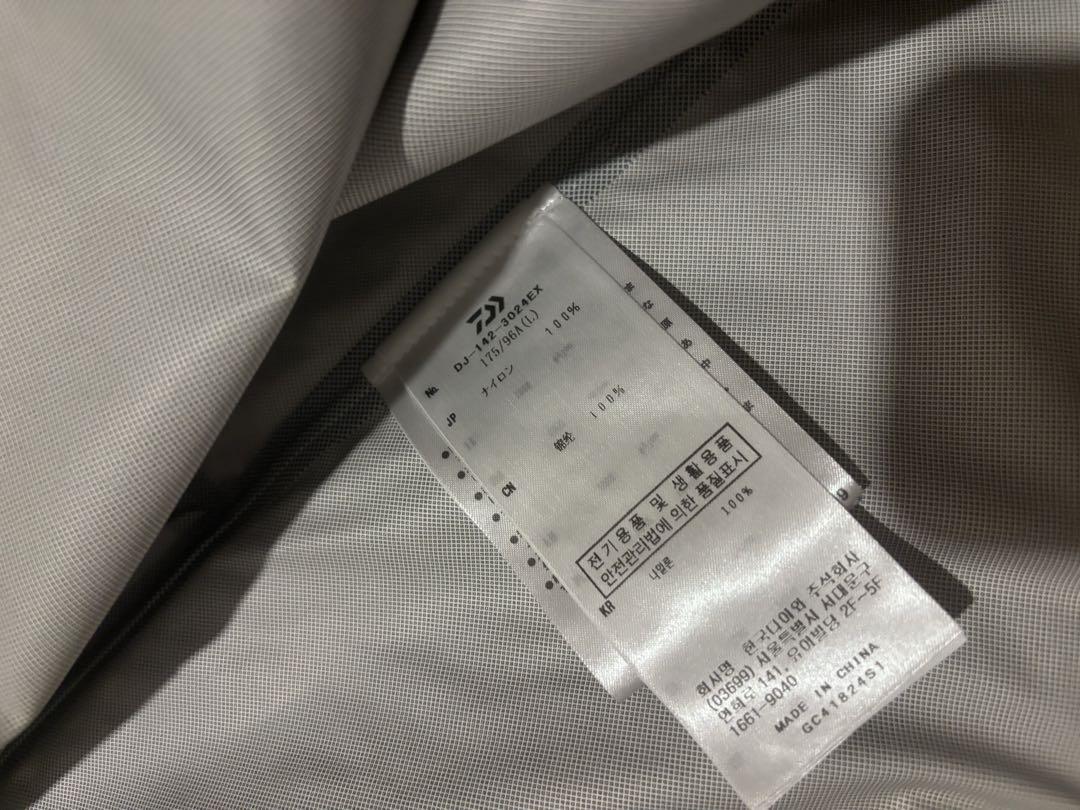 No. DJ-142-3024EX
175/96A(L)
JP ナイロン 100%
CN 锦纶 100%
전기용품 및 생활용품
안전관리법에 의한 품질표시
KR 나일론 100%
회사명 한국다이와 주식회사
(03699) 서울특별시 서대문구
연희로 141, 유아빌딩 2F-5F
1661-9040
MADE IN CHINA
GC41824S1